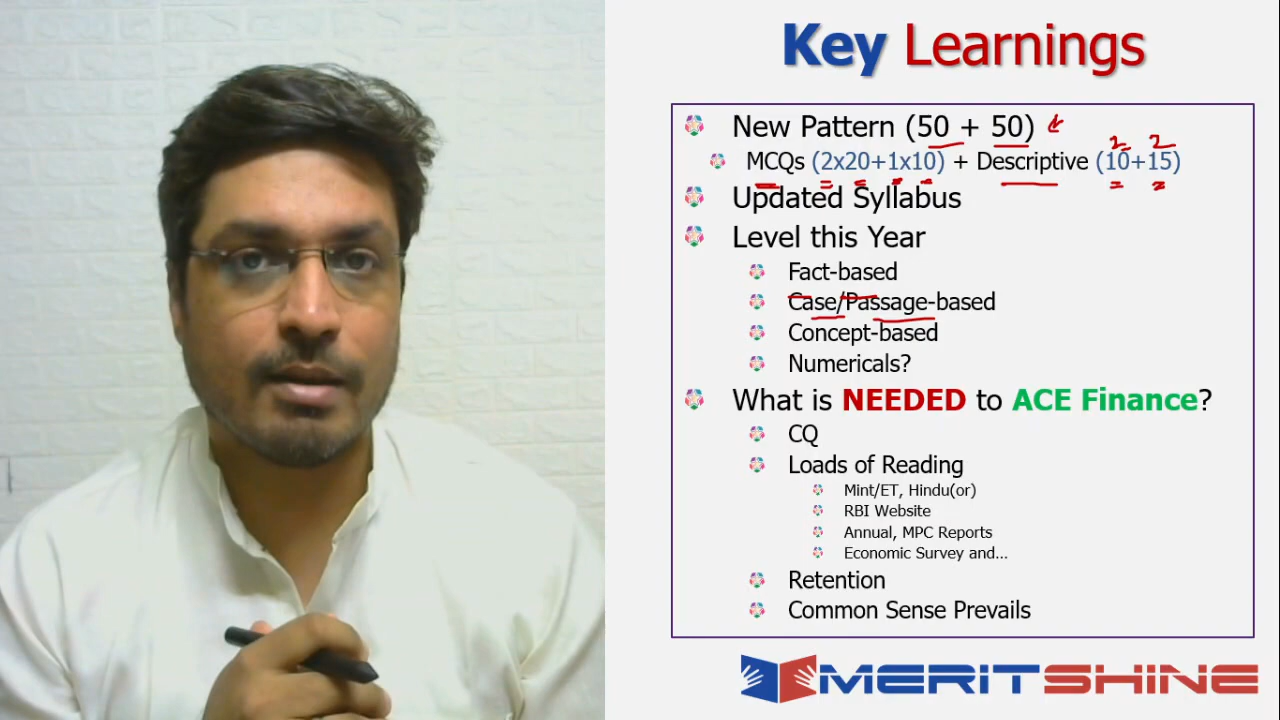 Key Learnings
New Pattern (50 + 50)
2 2
MCQs (2x20+1x10) + Descriptive (10+15)
Updated Syllabus
Level this Year
Fact-based
Case/Passage-based
Concept-based
Numericals?
What is NEEDED to ACE Finance?
CQ
Loads of Reading
Mint/ET, Hindu(or)
RBI Website
Annual, MPC Reports
Economic Survey and...
Retention
Common Sense Prevails
MERITSHINE